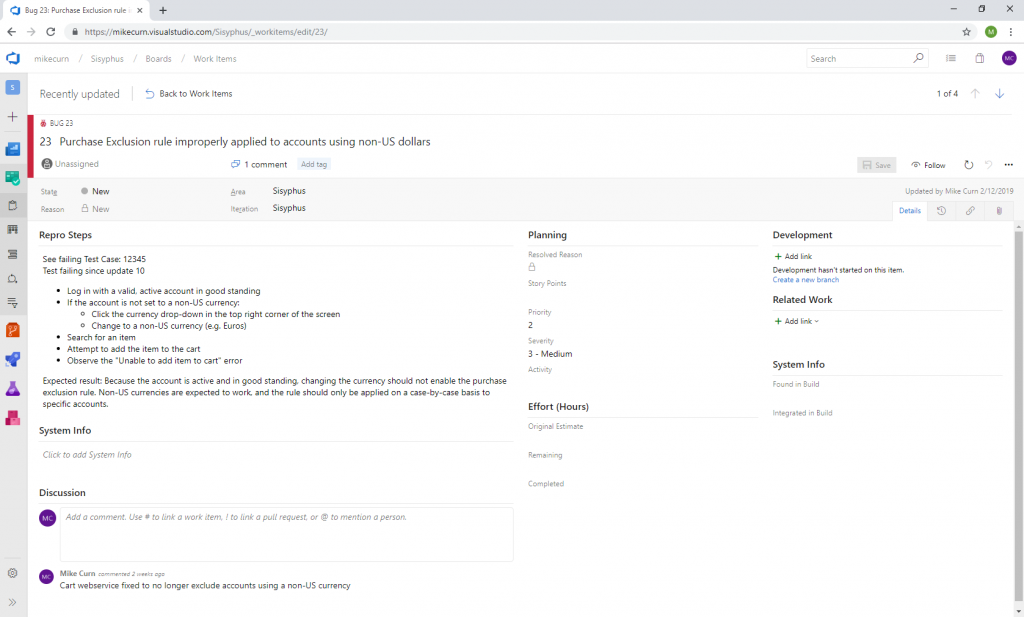 Bug 23: Purchase Exclusion rule i
https://mikecurn.visualstudio.com/Sisyphus/_workitems/edit/23/
M
mikecurn / Sisyphus / Boards / Work Items
Search
MC
S
Recently updated
Back to Work Items
1 of 4
BUG 23
23 Purchase Exclusion rule improperly applied to accounts using non-US dollars
Unassigned
1 comment
Add tag
Save
Follow
State
New
Area
Sisyphus
Updated by Mike Curn 2/12/2019
Reason
New
Iteration
Sisyphus
Details
Repro Steps
See failing Test Case: 12345
Test failing since update 10
Log in with a valid, active account in good standing
If the account is not set to a non-US currency:
Click the currency drop-down in the top right corner of the screen
Change to a non-US currency (e.g. Euros)
Search for an item
Attempt to add the item to the cart
Observe the "Unable to add item to cart" error
Expected result: Because the account is active and in good standing, changing the currency should not enable the purchase
exclusion rule. Non-US currencies are expected to work, and the rule should only be applied on a case-by-case basis to
specific accounts.
System Info
Click to add System Info
Discussion
MC
Add a comment. Use # to link a work item, ! to link a pull request, or @ to mention a person.
MC
Mike Curn commented 2 weeks ago
Cart webservice fixed to no longer exclude accounts using a non-US currency
Planning
Resolved Reason
Story Points
Priority
2
Severity
3 - Medium
Activity
Effort (Hours)
Original Estimate
Remaining
Completed
Development
+ Add link
Development hasn't started on this item.
Create a new branch
Related Work
+ Add link
System Info
Found in Build
Integrated in Build